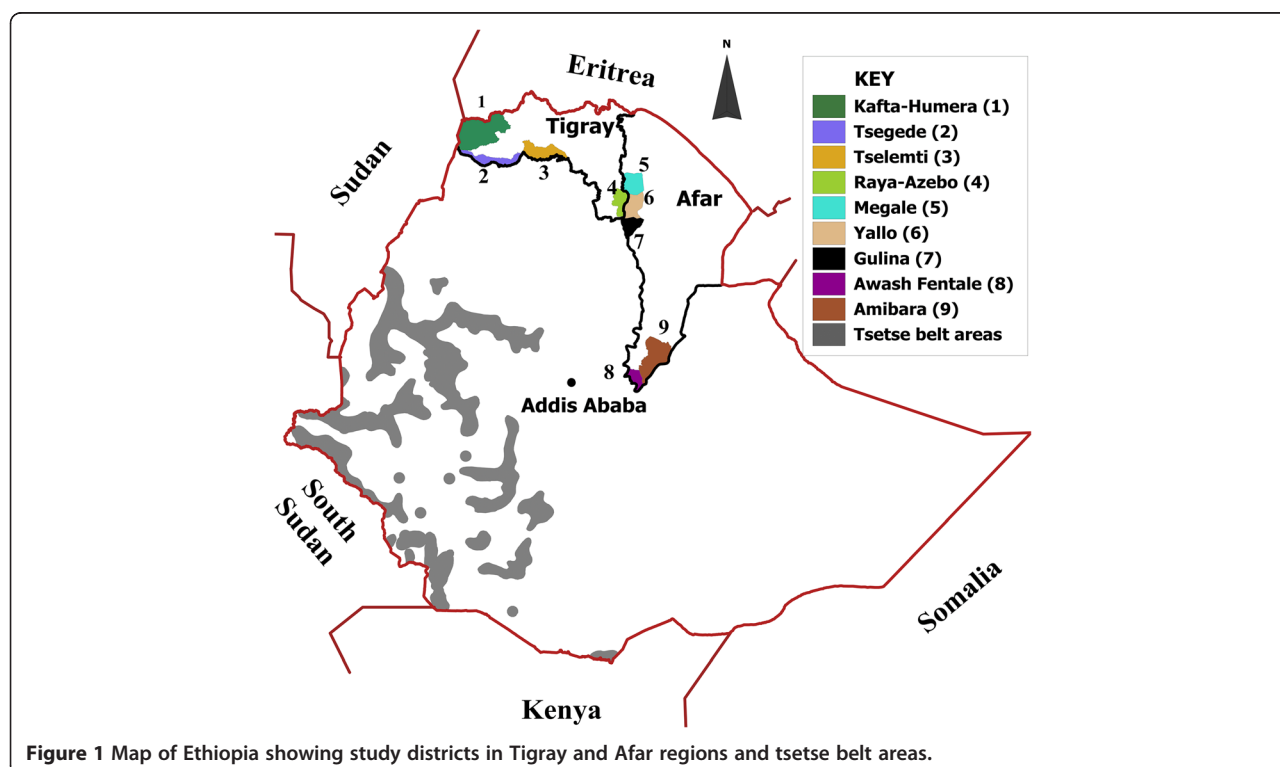 N
Eritrea
KEY
Kafta-Humera (1)
Tsegede (2)
Tselemti (3)
Raya-Azebo (4)
Megale (5)
Yallo (6)
Gulina (7)
Awash Fentale (8)
Amibara (9)
Tsetse belt areas
1
Tigray
Sudan
2
3
5
4
6
Afar
7
9
8
Addis Ababa
South
Sudan
Somalia
Kenya
Figure 1 Map of Ethiopia showing study districts in Tigray and Afar regions and tsetse belt areas.